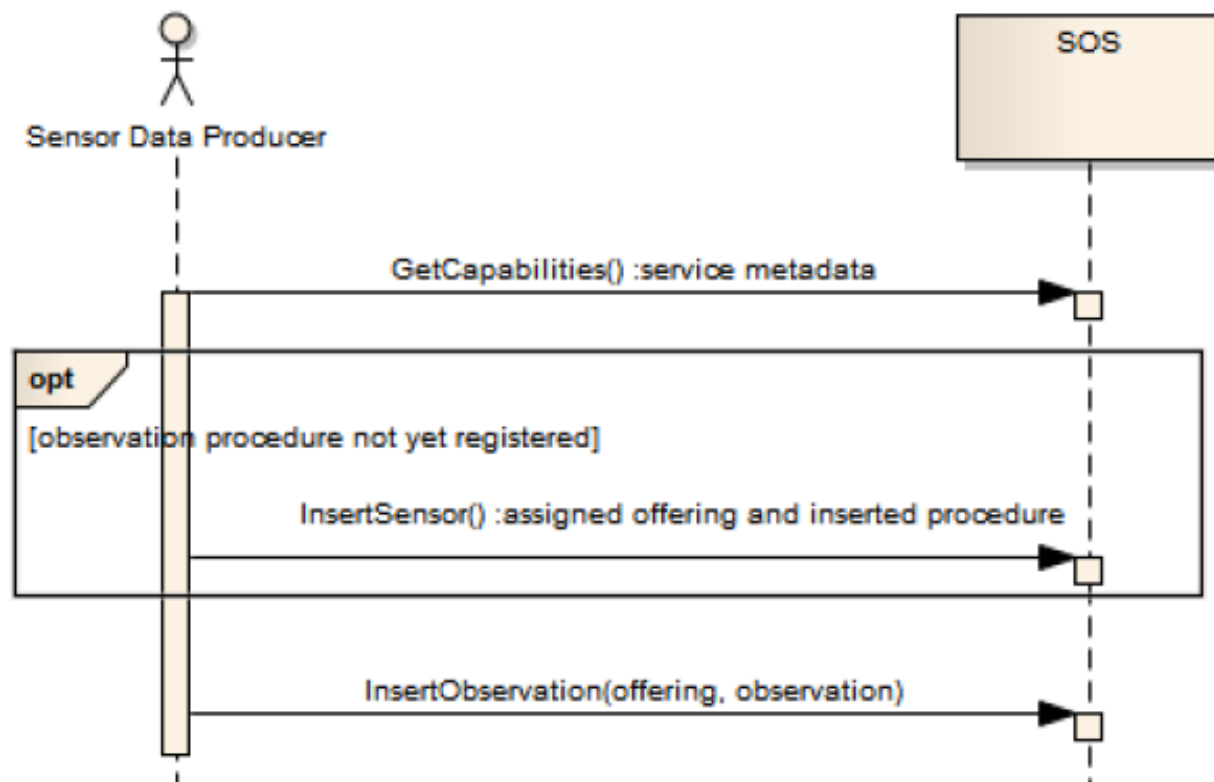 SOS
Sensor Data Producer
GetCapabilities() :service metadata
opt
[observation procedure not yet registered]
InsertSensor() :assigned offering and inserted procedure
InsertObservation(offering, observation)